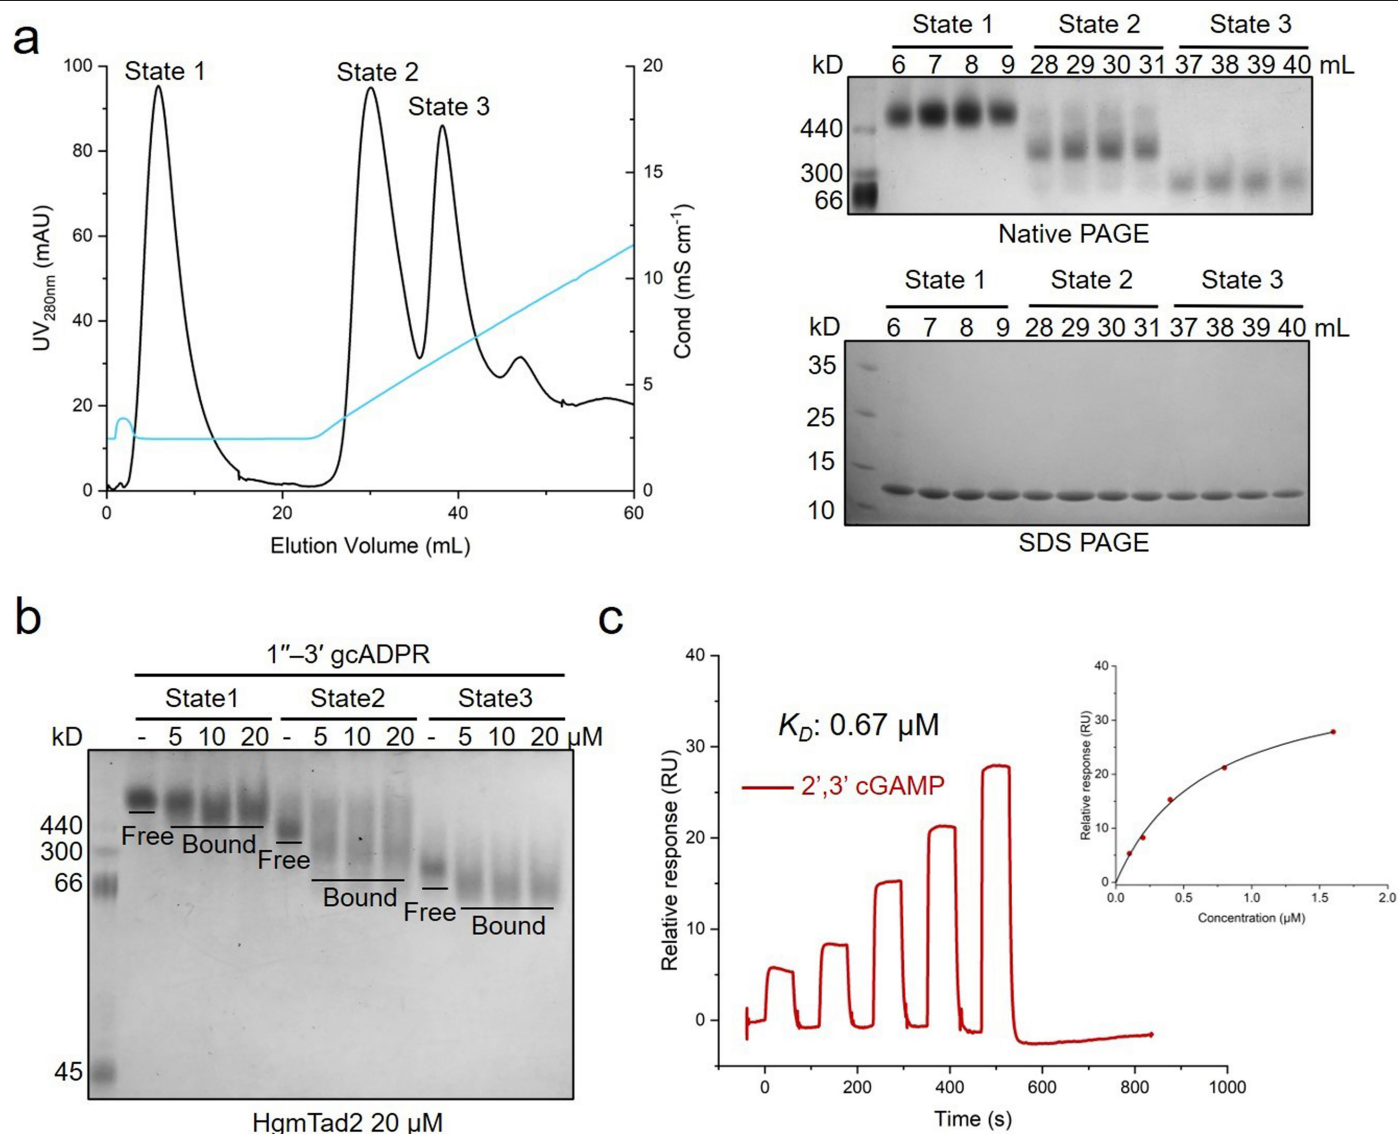 a
State 1
State 2
State 3
100
80
60
40
20
0
UV280nm (mAU)
20
15
10
5
0
Cond (mS cm-1)
0 20 40 60
Elution Volume (mL)
State 1 State 2 State 3
kD 6 7 8 9 28 29 30 31 37 38 39 40 mL
440
300
66
Native PAGE
State 1 State 2 State 3
kD 6 7 8 9 28 29 30 31 37 38 39 40 mL
35
25
15
10
SDS PAGE
b
1″–3′ gcADPR
State1 State2 State3
kD - 5 10 20 - 5 10 20 - 5 10 20 µM
440
300
66
45
Free Bound Free Bound Free Bound
HgmTad2 20 µM
c
40
30
20
10
0
Relative response (RU)
KD: 0.67 µM
2’,3’ cGAMP
0 200 400 600 800 1000
Time (s)
40
30
20
10
0
Relative response (RU)
0.0 0.5 1.0 1.5 2.0
Concentration (µM)